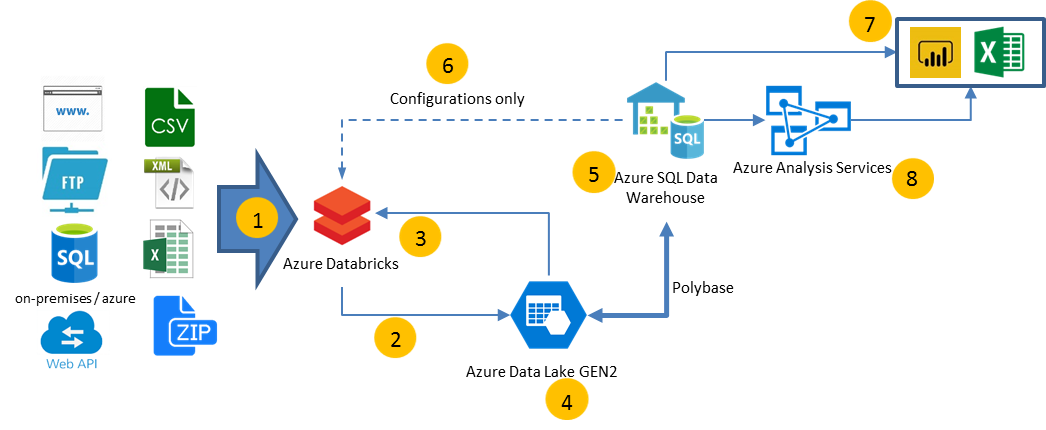 7
6
Configurations only
www.
CSV
X
XML
</>
FTP
SQL
5
Azure SQL Data
Warehouse
Azure Analysis Services
8
1
3
SQL
X
Azure Databricks
on-premises / azure
Polybase
2
ZIP
Web API
Azure Data Lake GEN2
4